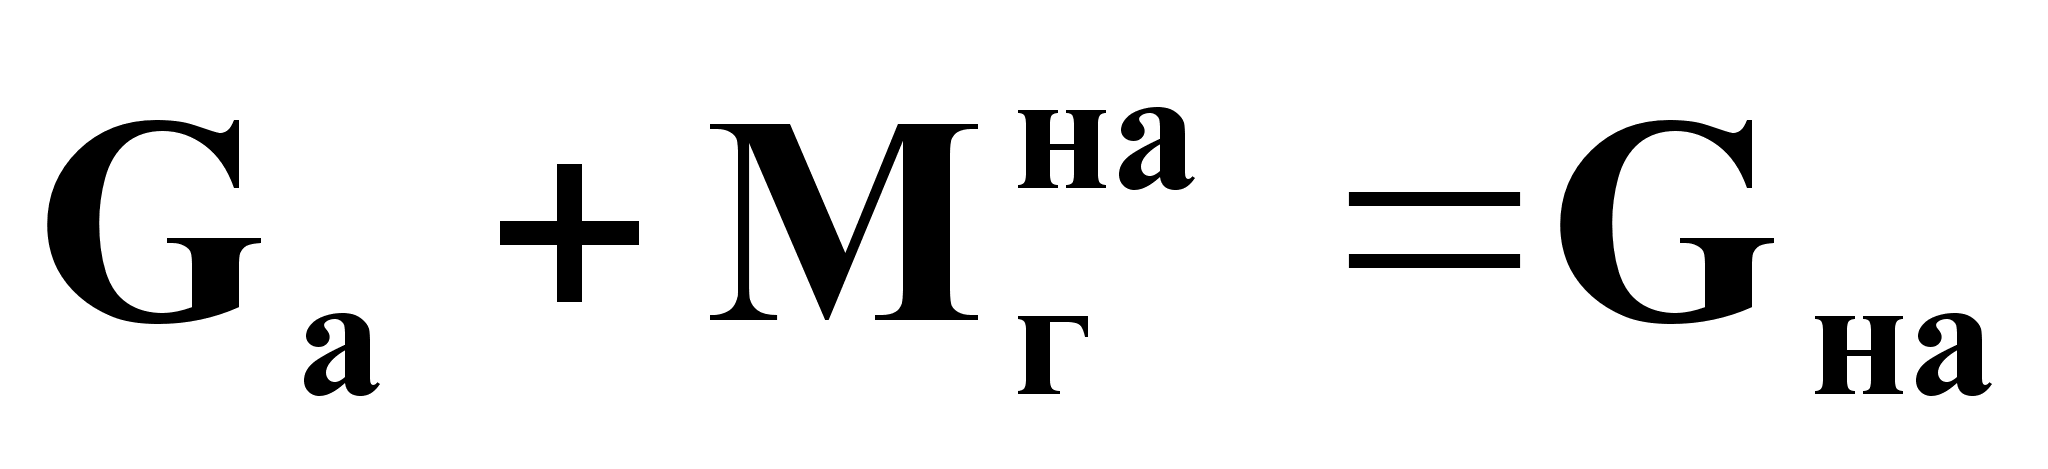 Gа + Mгна = Gна